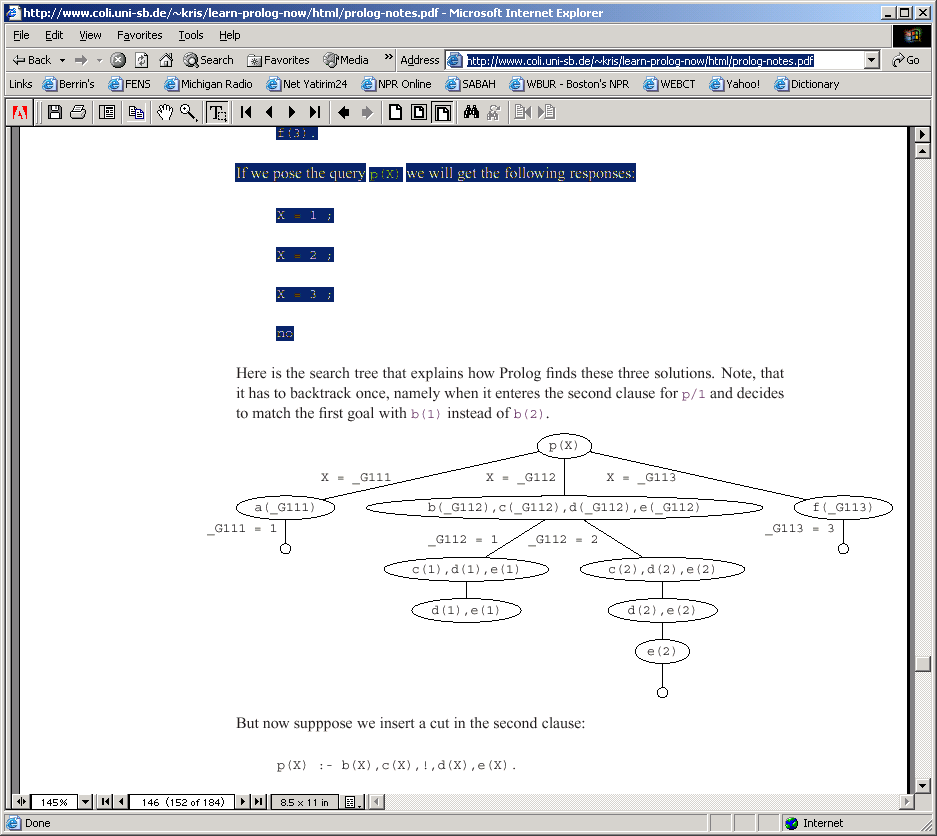 http://www.coli.uni-sb.de/~kris/learn-prolog-now/html/prolog-notes.pdf - Microsoft Internet Explorer
File Edit View Favorites Tools Help
Back Search Favorites Media » Address http://www.coli.uni-sb.de/~kris/learn-prolog-now/html/prolog-notes.pdf Go
Links Berrin's FENS Michigan Radio Net Yatirim24 NPR Online SABAH WBUR - Boston's NPR WEBCT Yahoo! Dictionary
f(3).
If we pose the query p(X) we will get the following responses:
X = 1 ;
X = 2 ;
X = 3 ;
no
Here is the search tree that explains how Prolog finds these three solutions. Note, that
it has to backtrack once, namely when it enteres the second clause for p/1 and decides
to match the first goal with b(1) instead of b(2).
p(X)
X = _G111 X = _G112 X = _G113
a(_G111) b(_G112),c(_G112),d(_G112),e(_G112) f(_G113)
_G111 = 1 _G112 = 1 _G112 = 2 _G113 = 3
c(1),d(1),e(1) c(2),d(2),e(2)
d(1),e(1) d(2),e(2)
e(2)
But now supppose we insert a cut in the second clause:
p(X) :- b(X),c(X),!,d(X),e(X).
145% 146 (152 of 184) 8.5 x 11 in
Done Internet